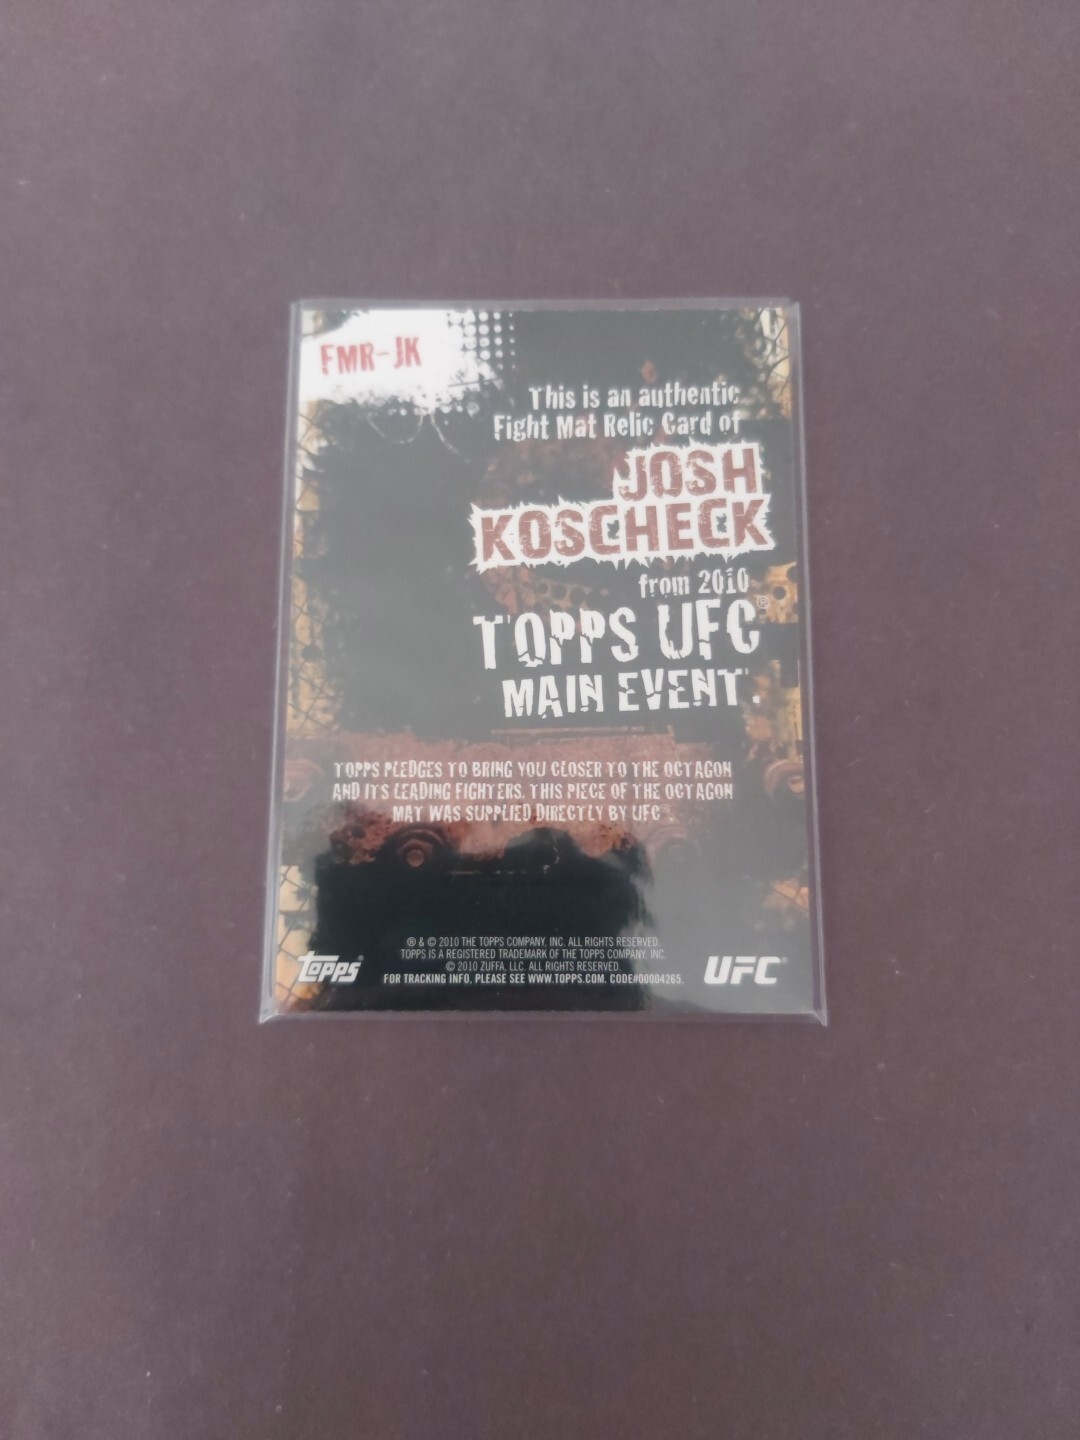 FMR-JK
This is an authentic
Fight Mat Relic Card of
JOSH
KOSCHECK
from 2010
TOPPS UFC®
MAIN EVENT.
TOPPS PLEDGES TO BRING YOU CLOSER TO THE OCTAGON
AND ITS LEADING FIGHTERS. THIS PIECE OF THE OCTAGON
MAT WAS SUPPLIED DIRECTLY BY UFC®.
® & © 2010 THE TOPPS COMPANY, INC. ALL RIGHTS RESERVED.
TOPPS IS A REGISTERED TRADEMARK OF THE TOPPS COMPANY, INC.
© 2010 ZUFFA, LLC. ALL RIGHTS RESERVED.
FOR TRACKING INFO, PLEASE SEE WWW.TOPPS.COM. CODE#00004265.
topps®
UFC®